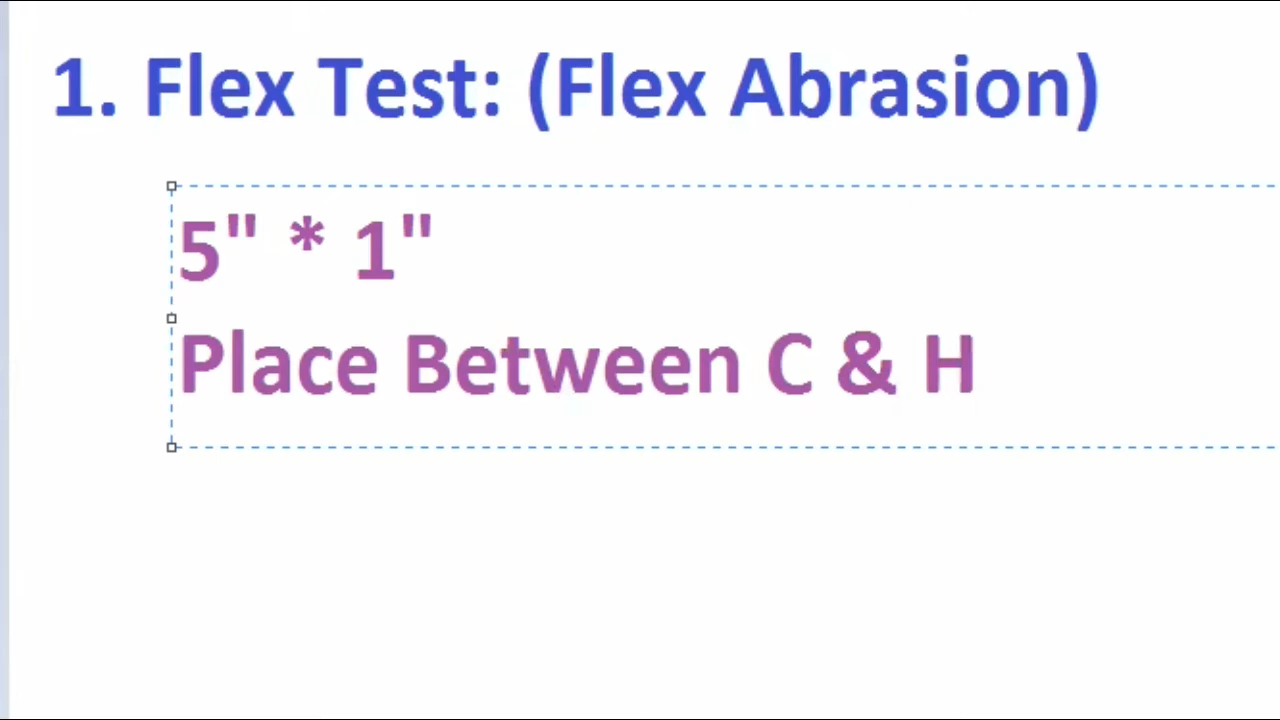 1. Flex Test: (Flex Abrasion)
5" * 1"
Place Between C & H